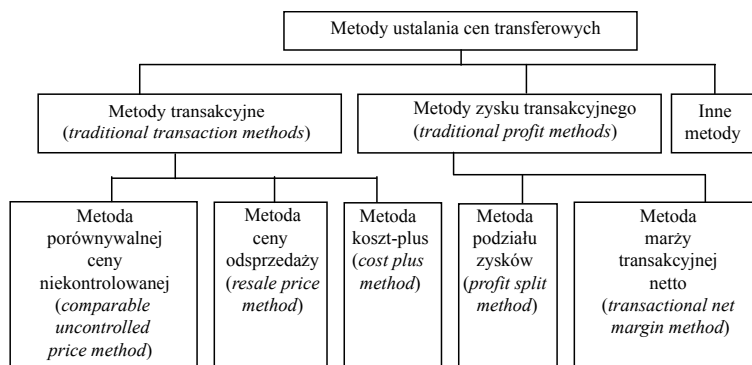 Metody ustalania cen transferowych
Metody transakcyjne
(traditional transaction methods)
Metody zysku transakcyjnego
(traditional profit methods)
Inne
metody
Metoda
porównywalnej
ceny
niekontrolowanej
(comparable
uncontrolled
price method)
Metoda
ceny
odsprzedaży
(resale price
method)
Metoda
koszt-plus
(cost plus
method)
Metoda
podziału
zysków
(profit split
method)
Metoda
marży
transakcyjnej
netto
(transactional net
margin method)